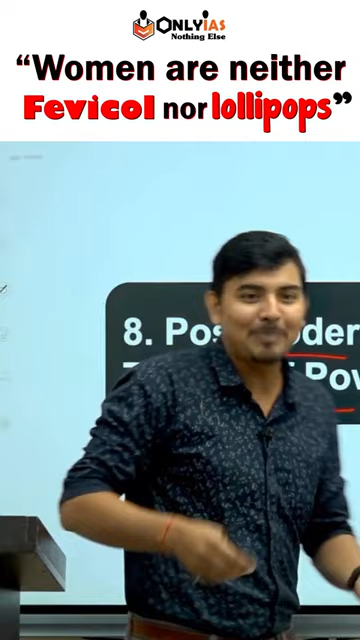 ONLYIAS
Nothing Else
“Women are neither
Fevicol nor lollipops”
8. Pos